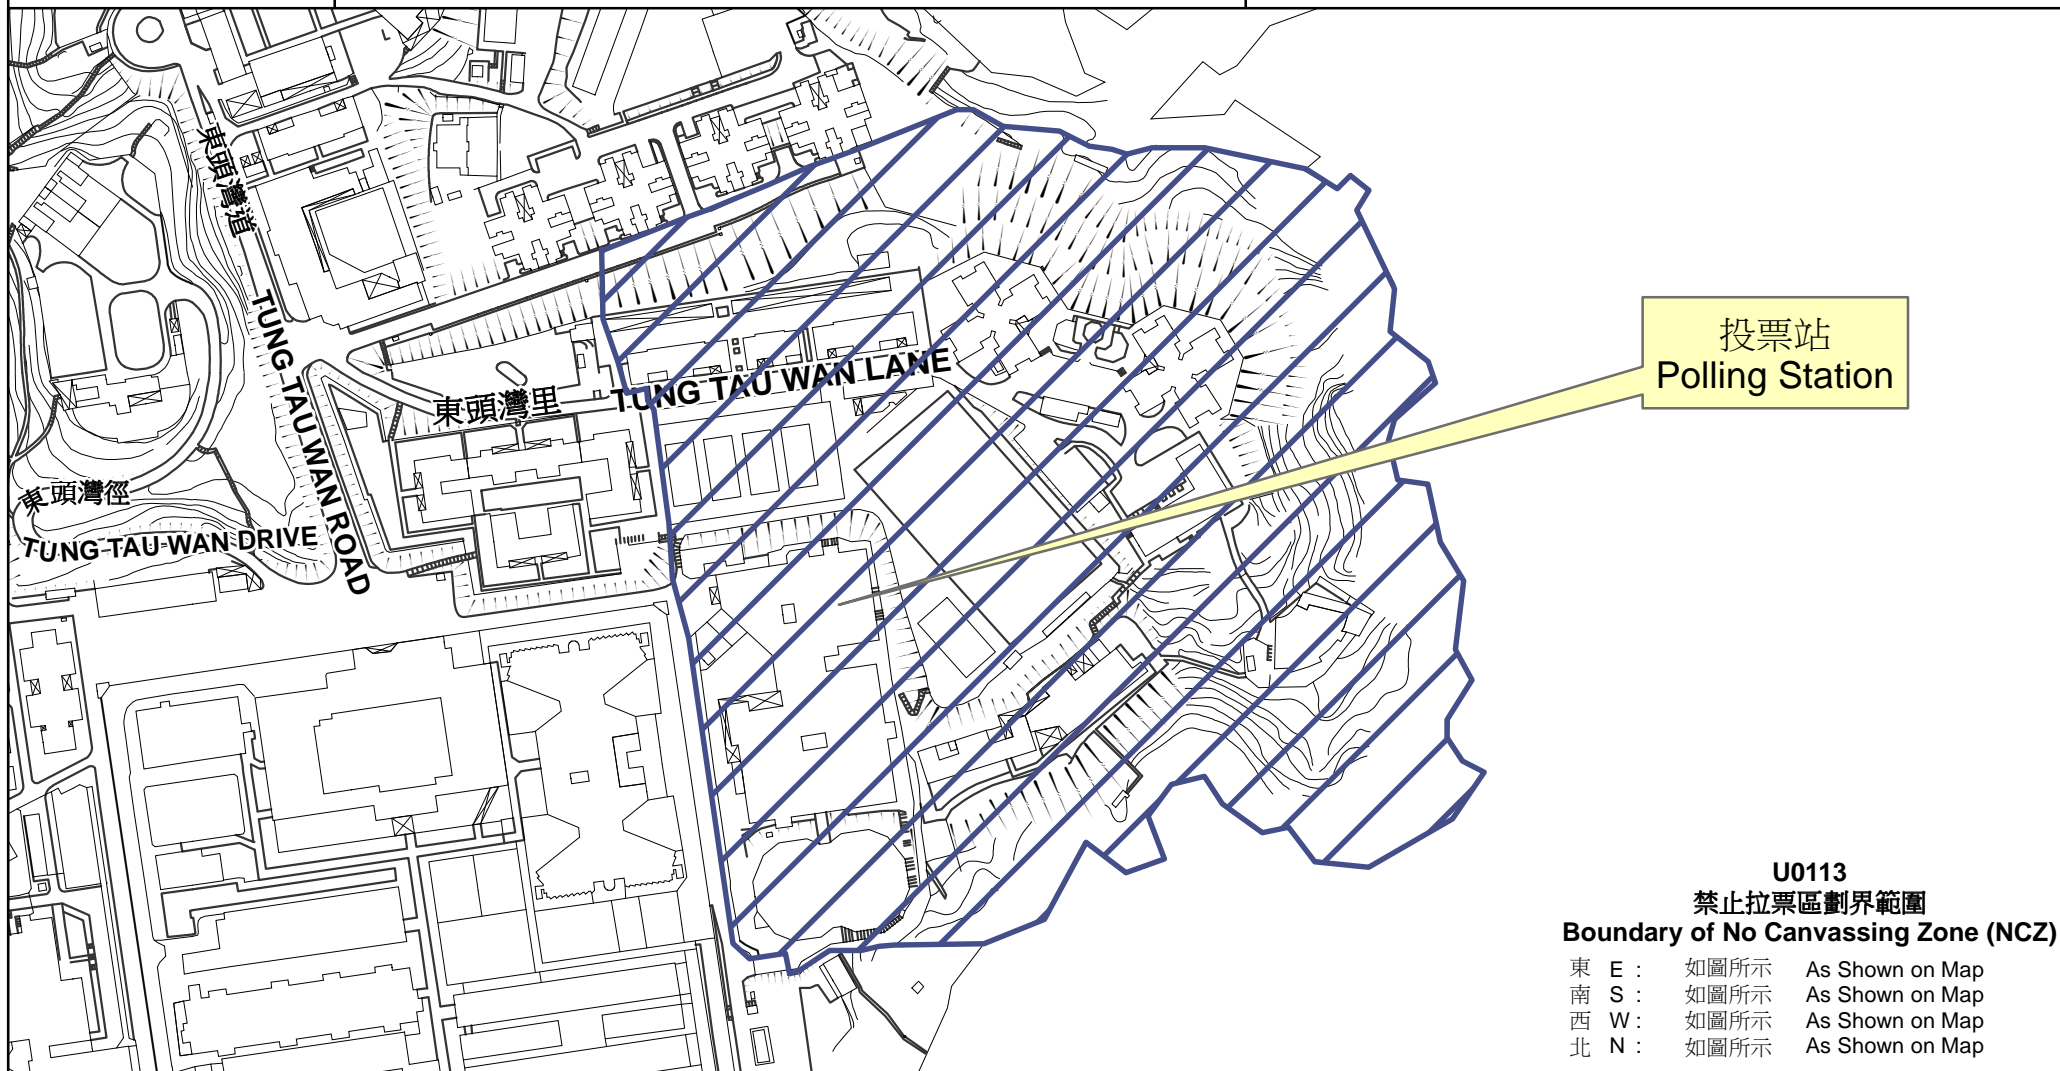 東頭灣道
TUNG TAU WAN ROAD
東頭灣里 TUNG TAU WAN LANE
東頭灣徑
TUNG TAU WAN DRIVE
L
投票站
Polling Station
U0113
禁止拉票區劃界範圍
Boundary of No Canvassing Zone (NCZ)
東 E : 如圖所示 As Shown on Map
南 S : 如圖所示 As Shown on Map
西 W : 如圖所示 As Shown on Map
北 N : 如圖所示 As Shown on Map